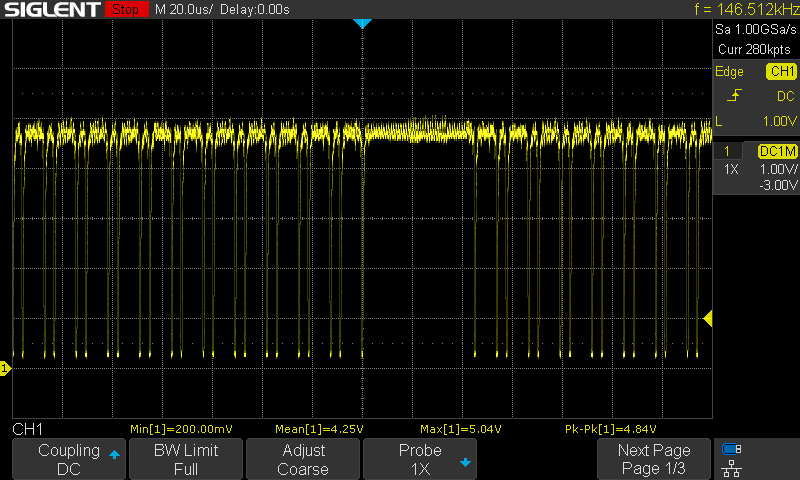 SIGLENT Stop M 20.0us/ Delay:0.00s f = 146.512kHz
Sa 1.00GSa/s
Curr 280kpts
Edge CH1
DC
L 1.00V
1 DC1M
1X 1.00V/
-3.00V
1
CH1 Min[1]=200.00mV Mean[1]=4.25V Max[1]=5.04V Pk-Pk[1]=4.84V
Coupling BW Limit Adjust Probe Next Page
DC Full Coarse 1X Page 1/3